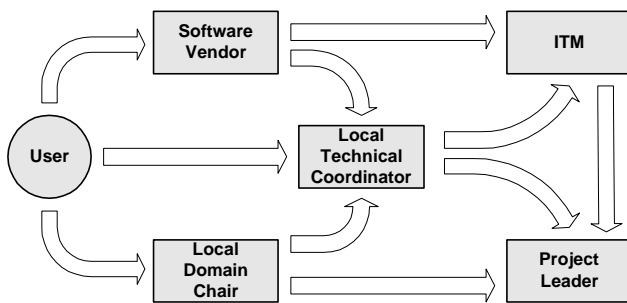 Software
Vendor
ITM
User
Local
Technical
Coordinator
Local
Domain
Chair
Project
Leader